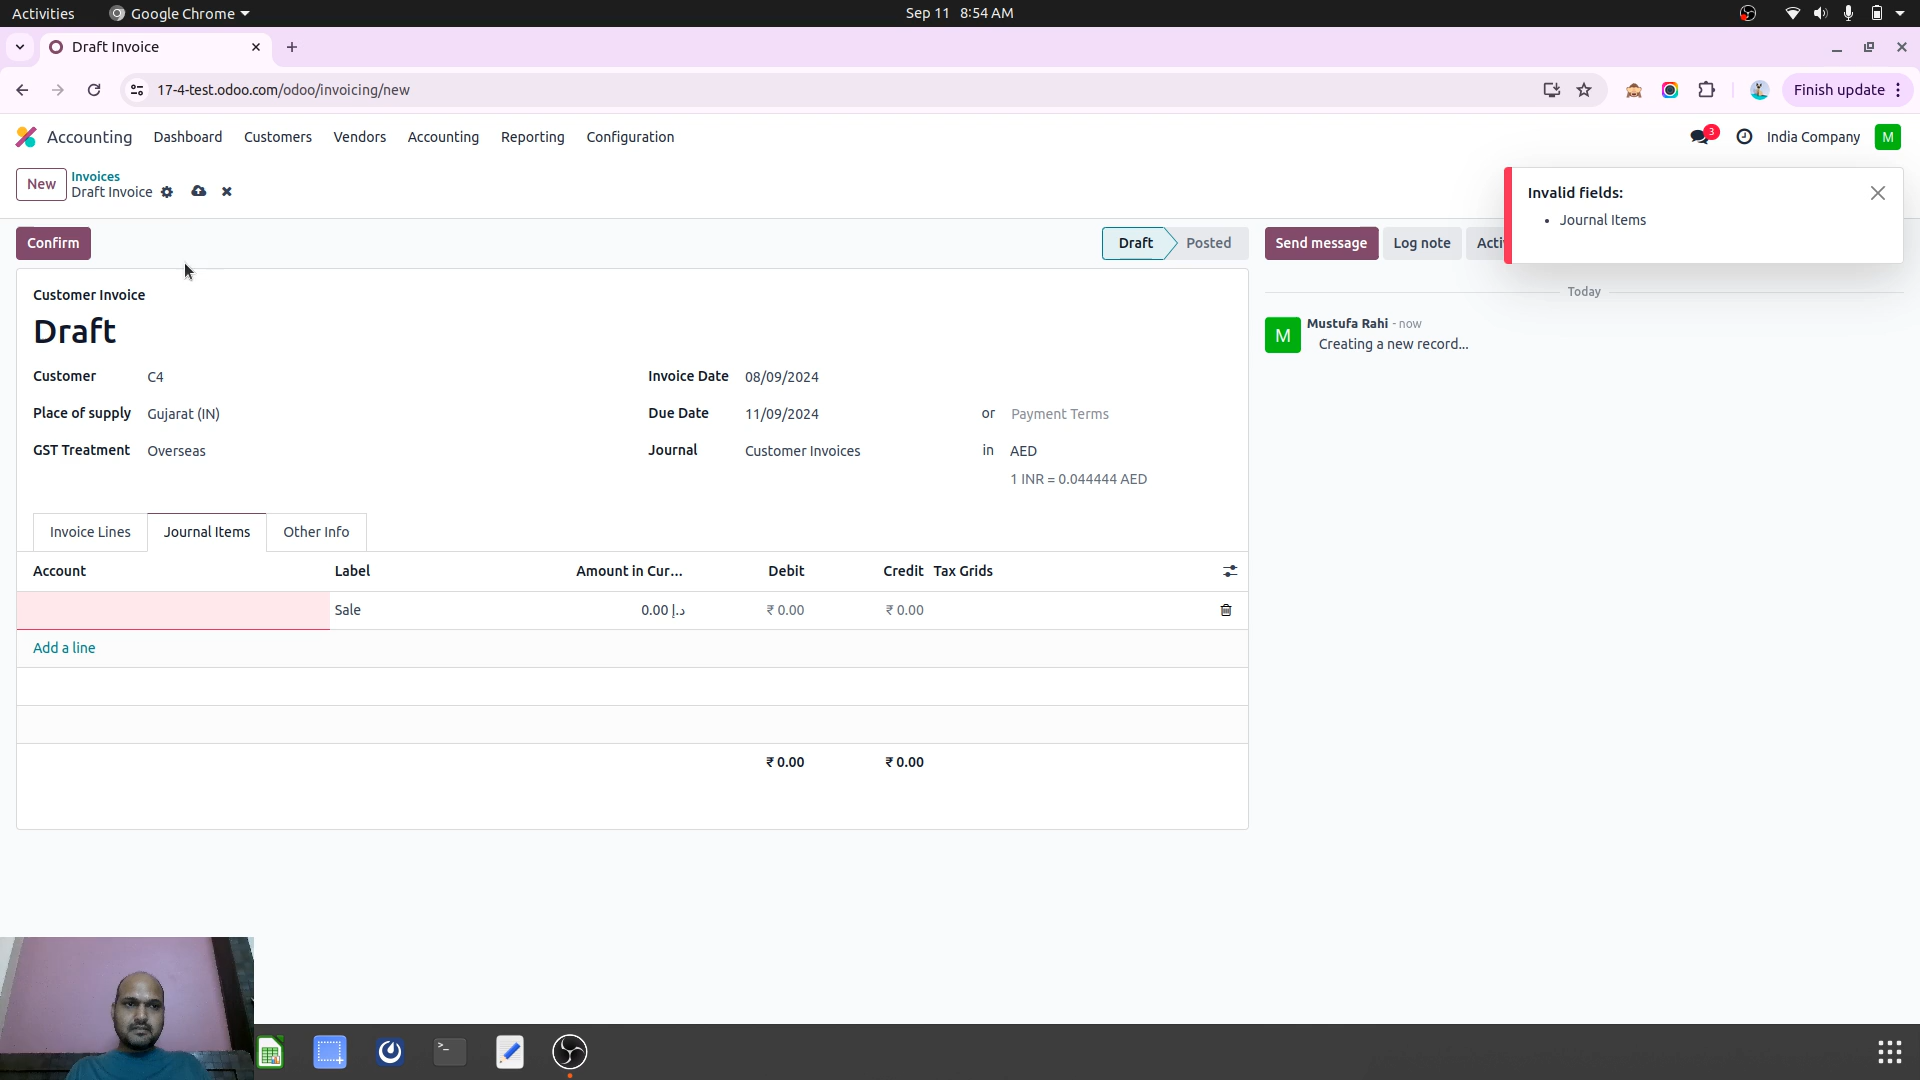 Activities
Google Chrome
Sep 11 8:54 AM
Draft Invoice
17-4-test.odoo.com/odoo/invoicing/new
Finish update
Accounting
Dashboard
Customers
Vendors
Accounting
Reporting
Configuration
3
India Company
M
New
Invoices
Draft Invoice
Invalid fields:
• Journal Items
Confirm
Draft
Posted
Send message
Log note
Acti
Today
Customer Invoice
Draft
Mustufa Rahi - now
M
Creating a new record...
Customer C4
Invoice Date 08/09/2024
Place of supply Gujarat (IN)
Due Date 11/09/2024 or Payment Terms
GST Treatment Overseas
Journal Customer Invoices in AED
1 INR = 0.044444 AED
Invoice Lines
Journal Items
Other Info
Account Label Amount in Cur... Debit Credit Tax Grids
Sale 0.00 د.إ ₹ 0.00 ₹ 0.00
Add a line
₹ 0.00 ₹ 0.00